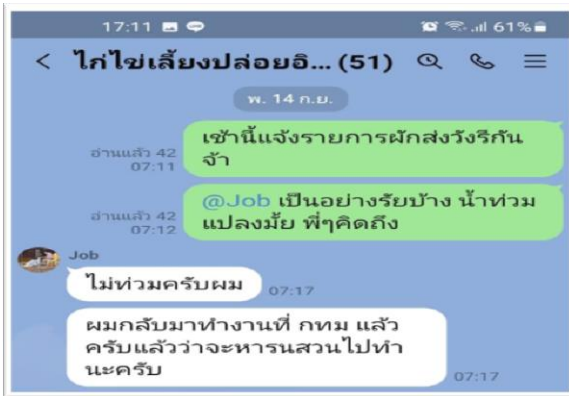 17:11 61%
ไก่ไข่เลี้ยงปล่อยอิ... (51)
พ. 14 ก.ย.
เช้านี้แจ้งรายการผักส่งวังรีกัน
จ้า
อ่านแล้ว 42
07:11
@Job เป็นอย่างรัยบ้าง น้ำท่วม
แปลงมั้ย พี่ๆคิดถึง
อ่านแล้ว 42
07:12
Job
ไม่ท่วมครับผม
07:17
ผมกลับมาทำงานที่ กทม แล้ว
ครับแล้วว่าจะหารนสวนไปทำ
นะครับ
07:17